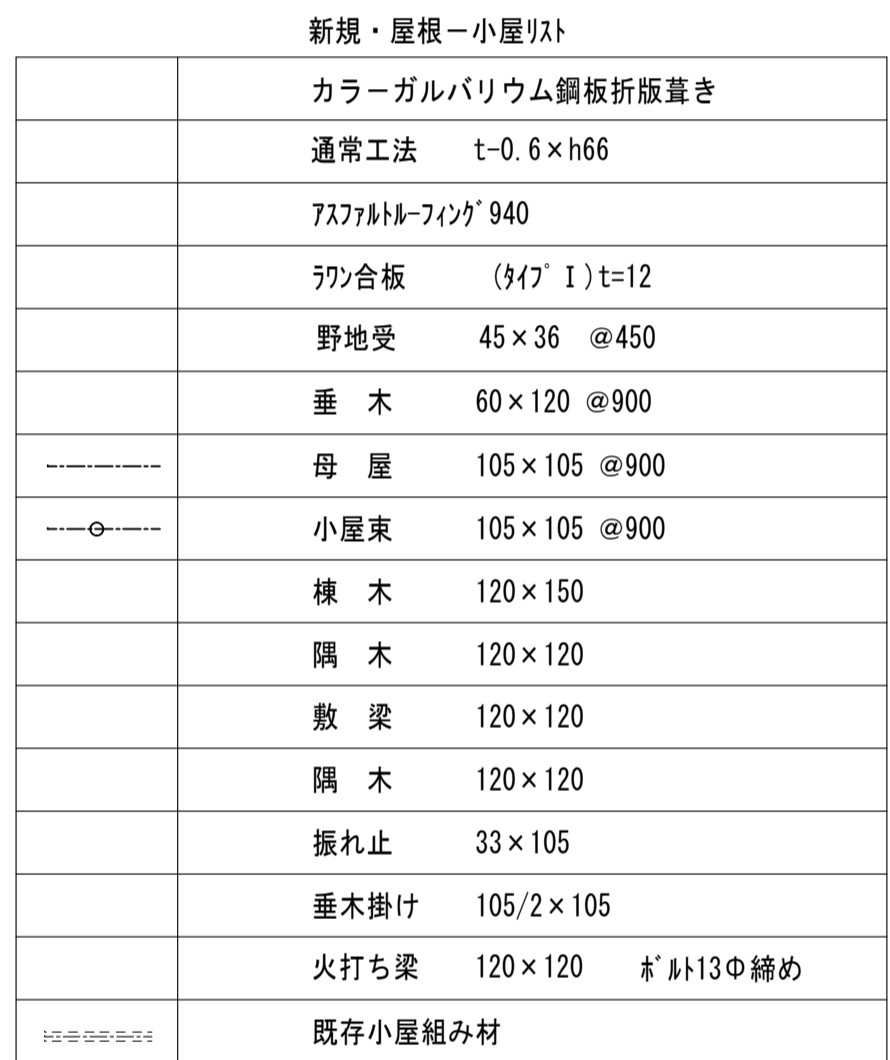 新規・屋根ー小屋ﾘｽﾄ
カラーガルバリウム鋼板折版葺き
通常工法 t-0.6×h66
ｱｽﾌｧﾙﾄﾙｰﾌｨﾝｸﾞ940
ﾗﾜﾝ合板 (ﾀｲﾌﾟⅠ)t=12
野地受 45×36 @450
垂 木 60×120 @900
母 屋 105×105 @900
小屋束 105×105 @900
棟 木 120×150
隅 木 120×120
敷 梁 120×120
隅 木 120×120
振れ止 33×105
垂木掛け 105/2×105
火打ち梁 120×120 ﾎﾞﾙﾄ13Φ締め
既存小屋組み材